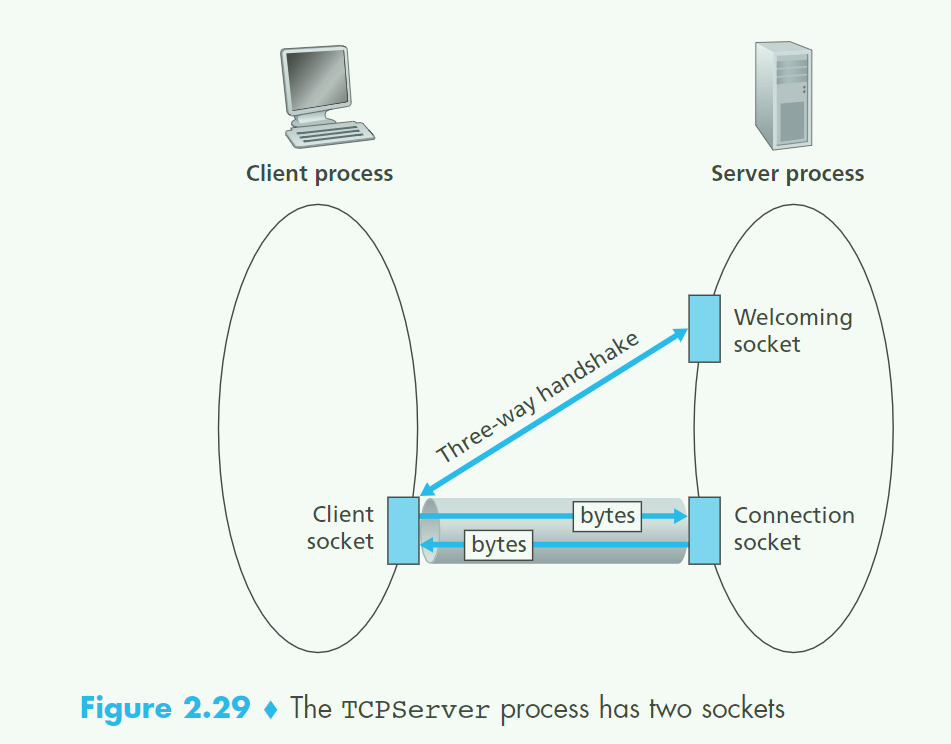 Client process
Server process
Welcoming
socket
Three-way handshake
Client
socket
bytes
bytes
Connection
socket
Figure 2.29 ♦ The TCPServer process has two sockets